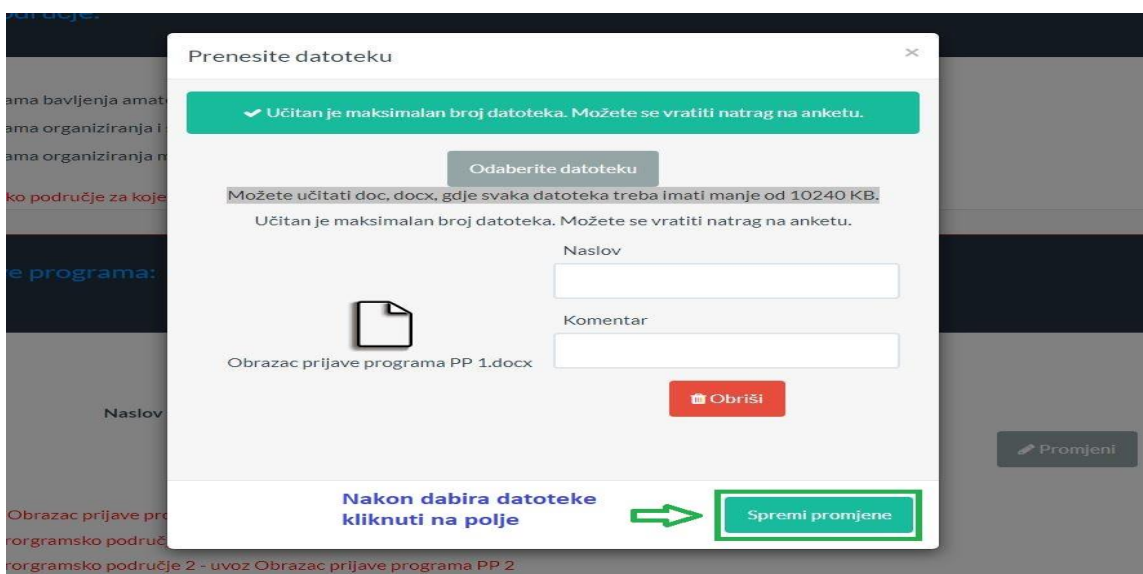 područje:
Prenesite datoteku
×
ama bavljenja amat
✔ Učitan je maksimalan broj datoteka. Možete se vratiti natrag na anketu.
ama organiziranja i
ama organiziranja m
Odaberite datoteku
ko područje za koje
Možete učitati doc, docx, gdje svaka datoteka treba imati manje od 10240 KB.
Učitan je maksimalan broj datoteka. Možete se vratiti natrag na anketu.
Naslov
e programa:
Komentar
Obrazac prijave programa PP 1.docx
Obriši
Naslov
Promjeni
Nakon dabira datoteke
kliknuti na polje
Spremi promjene
Obrazac prijave pro
rorgramsko područ
rorgramsko područje 2 - uvoz Obrazac prijave programa PP 2